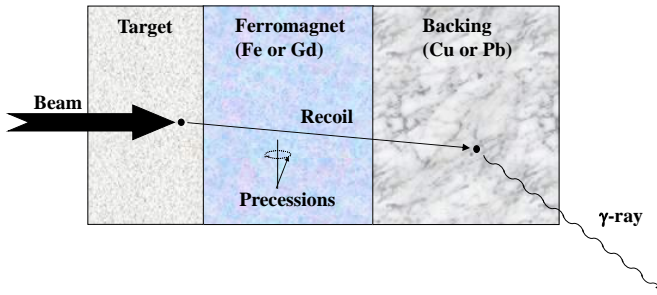 Target
Ferromagnet
(Fe or Gd)
Backing
(Cu or Pb)
Beam
Recoil
Precessions
γ-ray